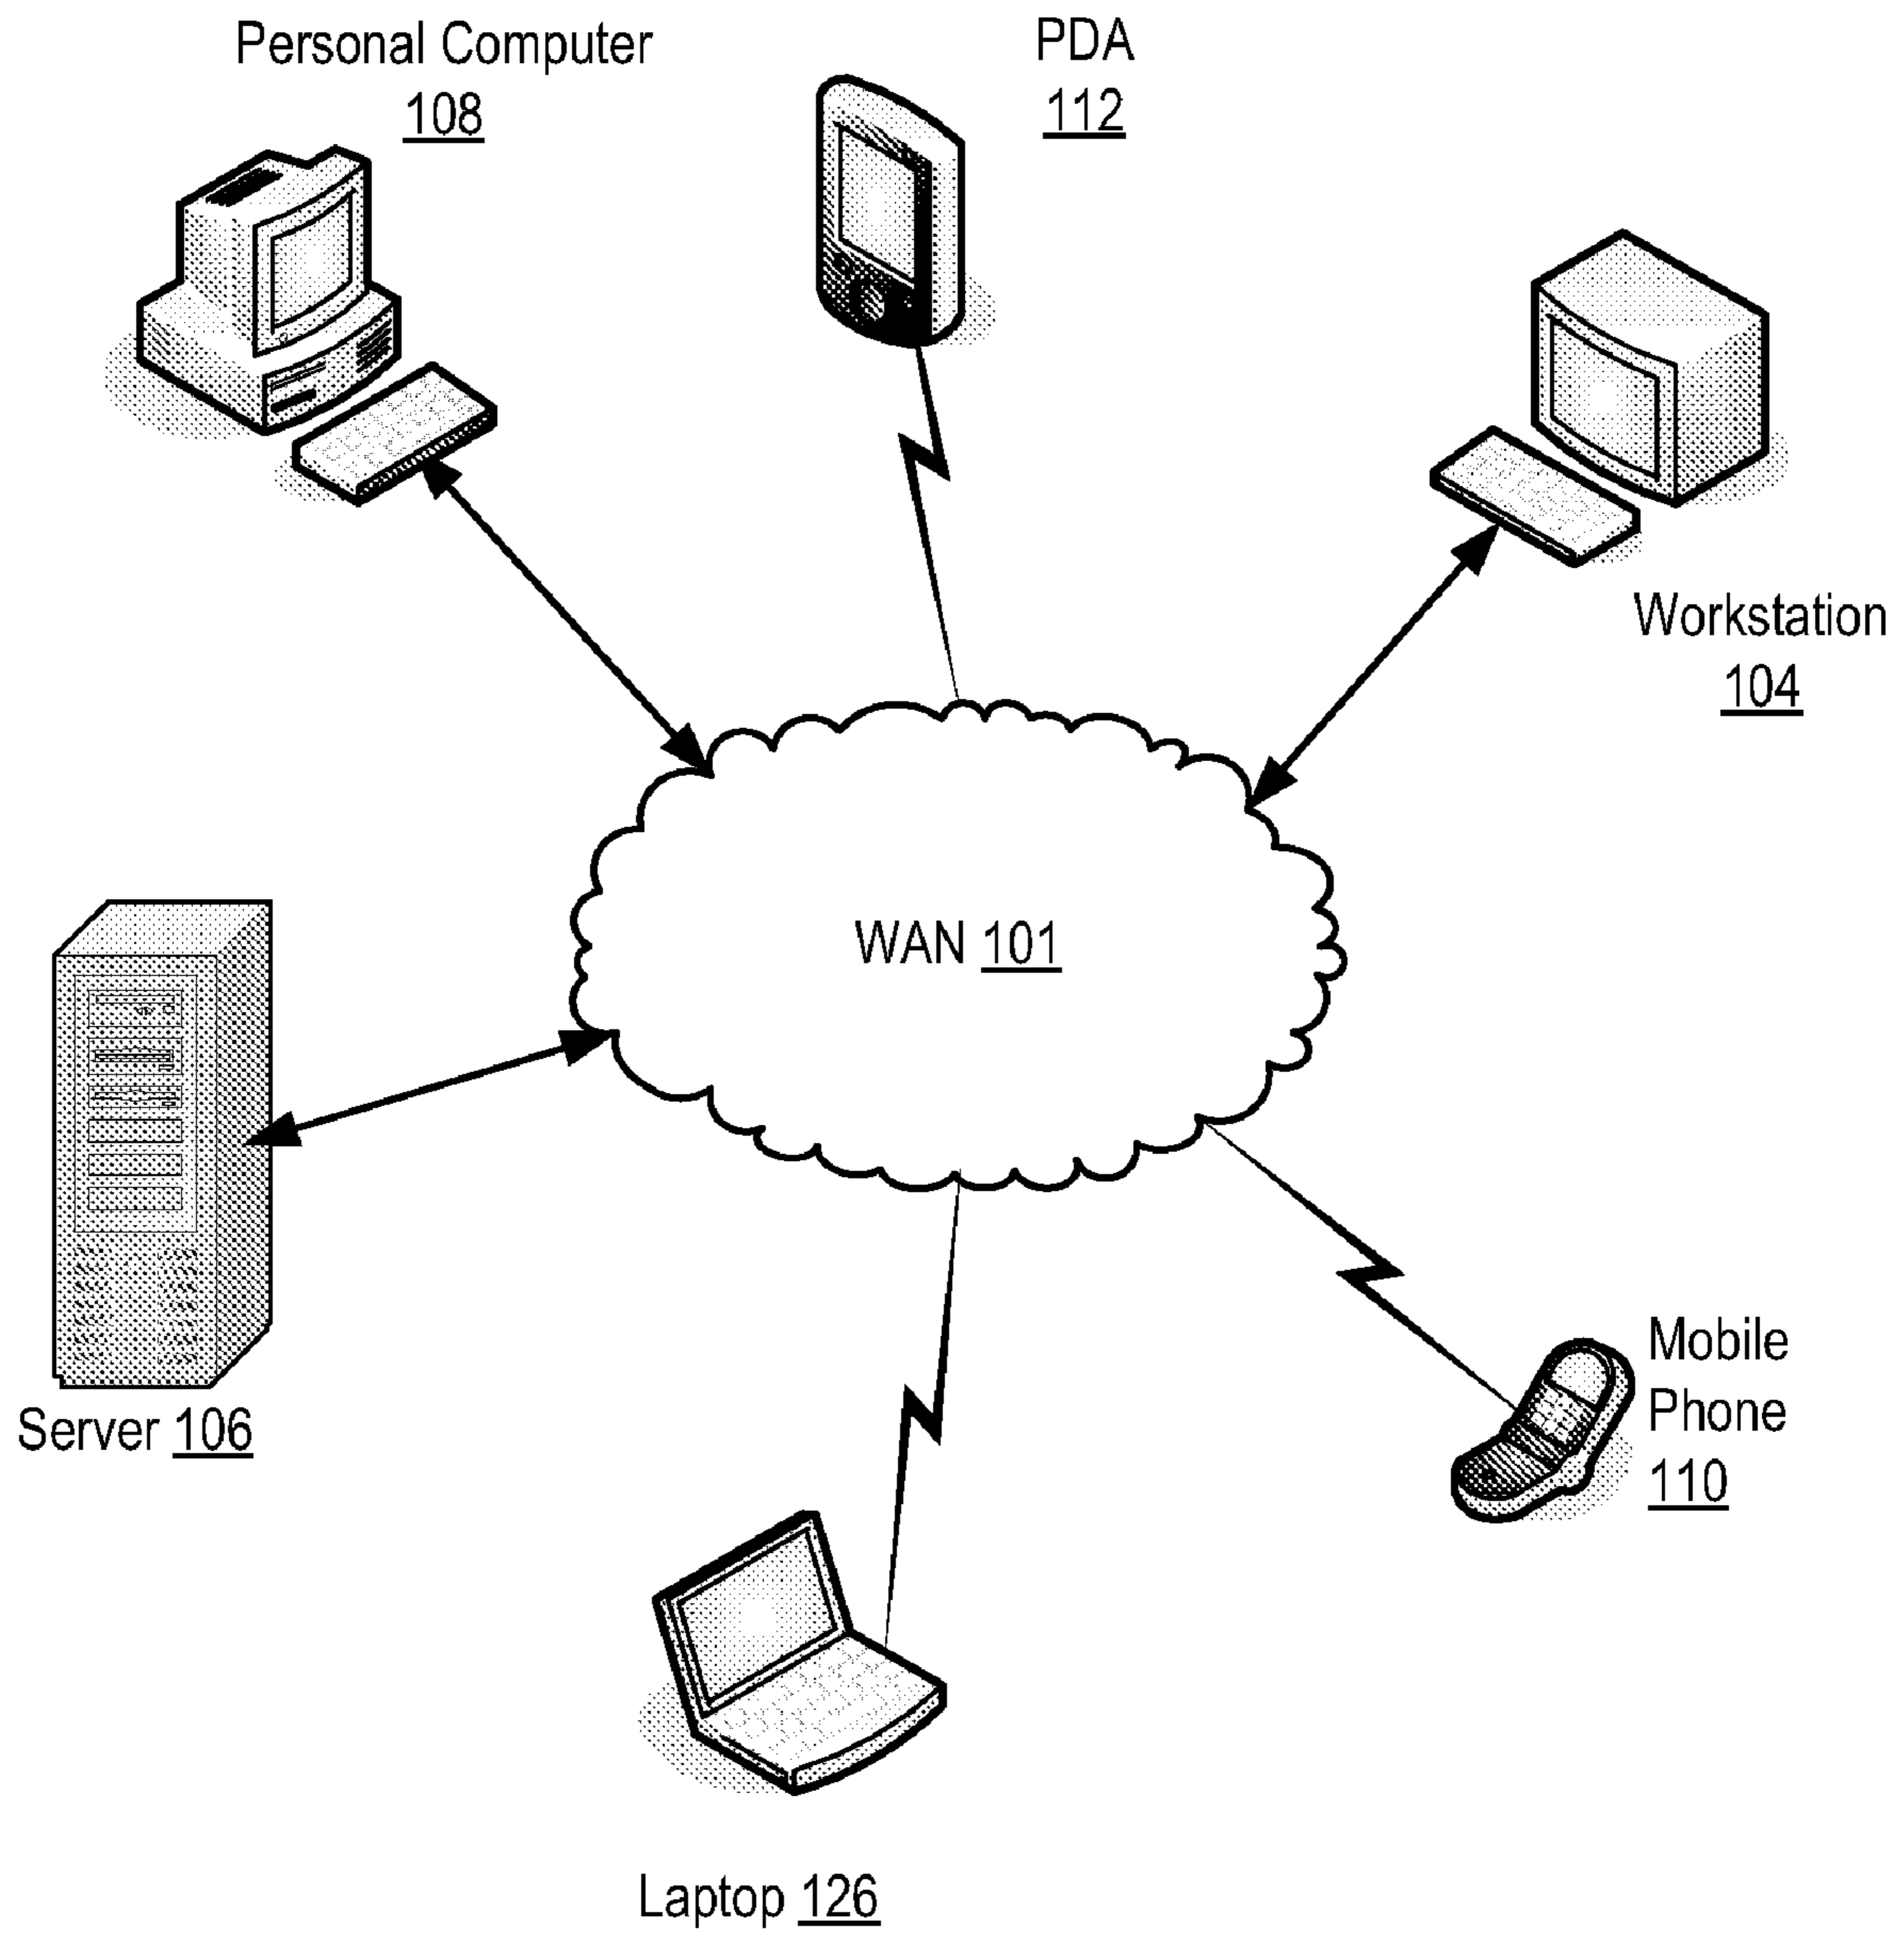 Personal Computer
108
PDA
112
Workstation
104
WAN 101
Server 106
Mobile
Phone
110
Laptop 126